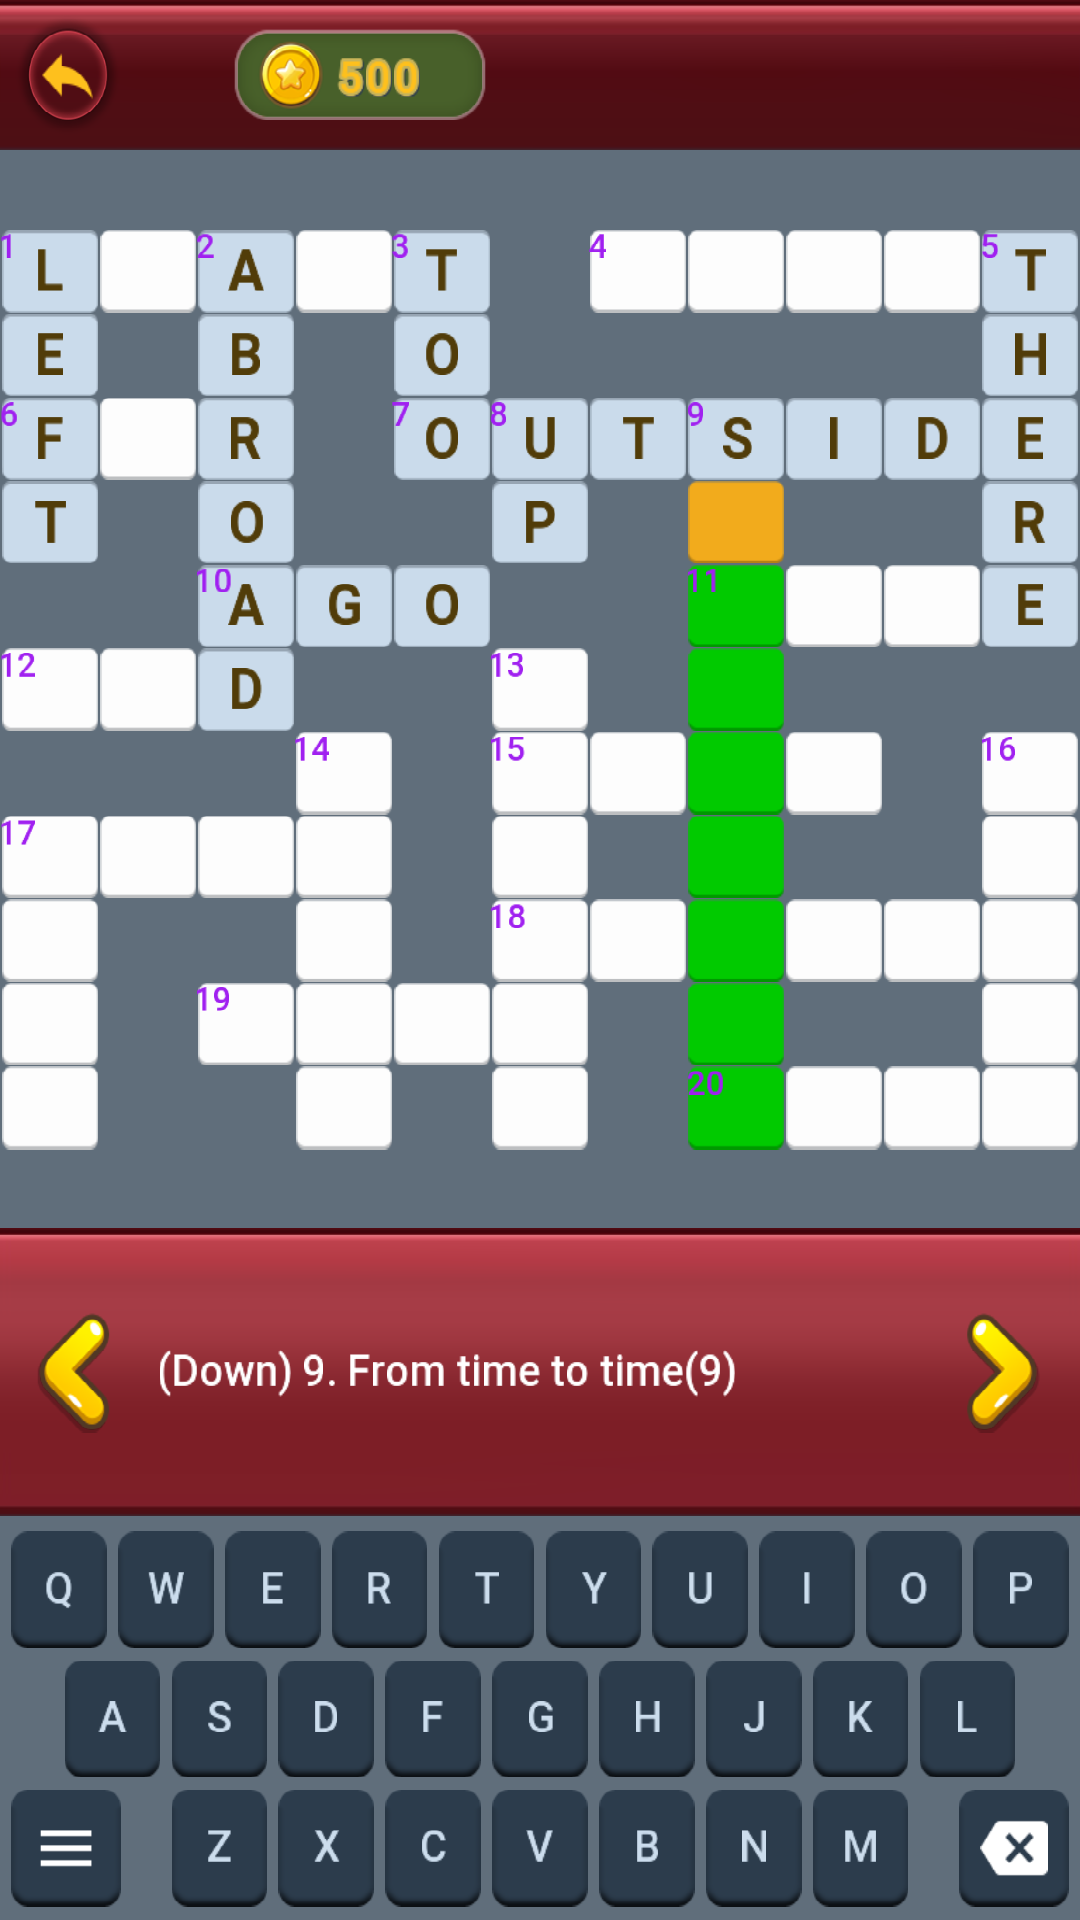 500
1 L 2 A 3 T 4 5 T
E B O H
6 F R 7 O 8 U T 9 S I D E
T O P R
10 A G O 11 E
12 D 13
14 15 16
17
18
19
20
(Down) 9. From time to time(9)
Q W E R T Y U I O P
A S D F G H J K L
Z X C V B N M